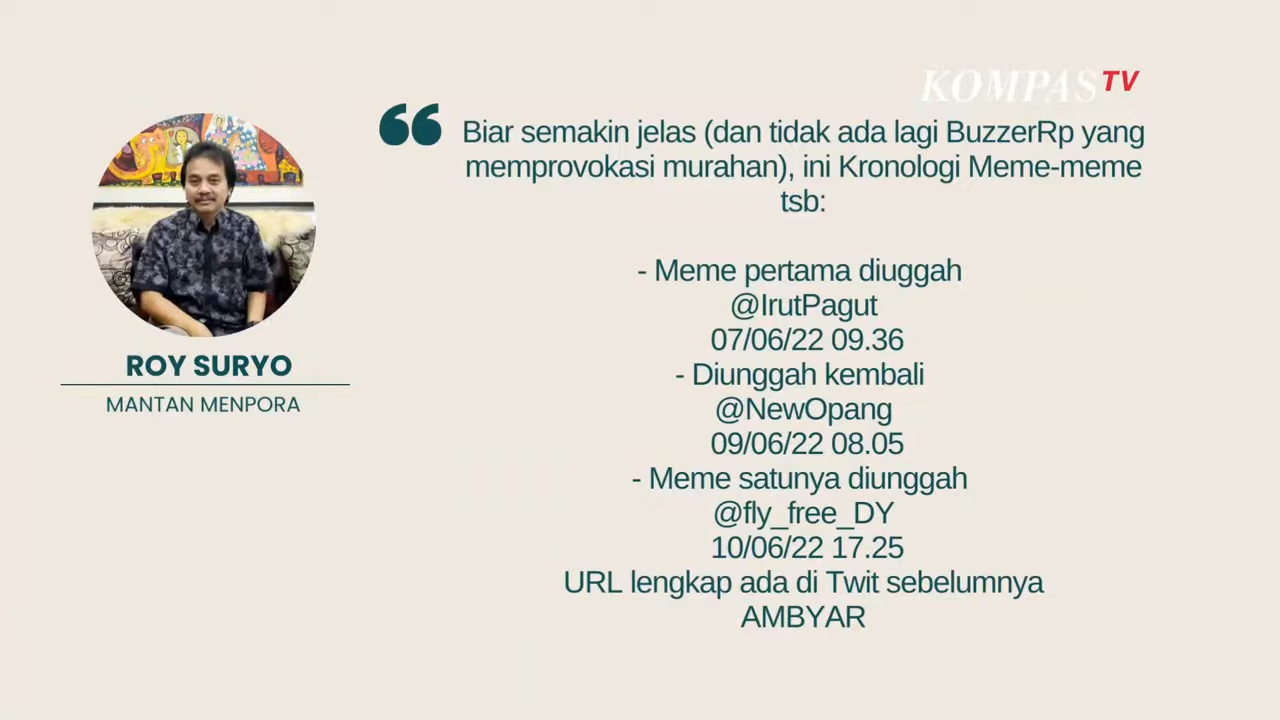 KOMPAS TV
“ Biar semakin jelas (dan tidak ada lagi BuzzerRp yang
memprovokasi murahan), ini Kronologi Meme-meme
tsb:
- Meme pertama diuggah
@IrutPagut
07/06/22 09.36
- Diunggah kembali
@NewOpang
09/06/22 08.05
- Meme satunya diunggah
@fly_free_DY
10/06/22 17.25
URL lengkap ada di Twit sebelumnya
AMBYAR
ROY SURYO
MANTAN MENPORA